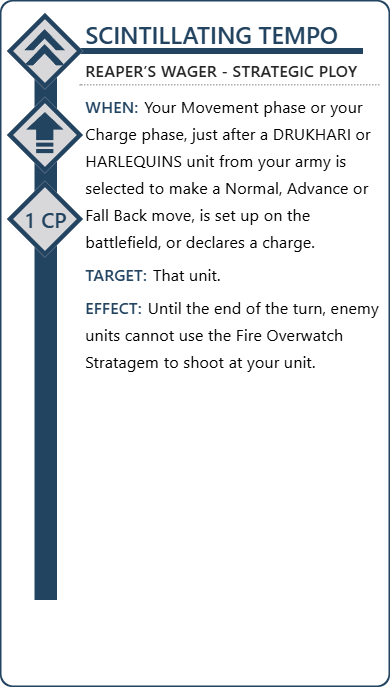 SCINTILLATING TEMPO
REAPER’S WAGER - STRATEGIC PLOY
WHEN: Your Movement phase or your
Charge phase, just after a DRUKHARI or
HARLEQUINS unit from your army is
selected to make a Normal, Advance or
Fall Back move, is set up on the
battlefield, or declares a charge.
1 CP
TARGET: That unit.
EFFECT: Until the end of the turn, enemy
units cannot use the Fire Overwatch
Stratagem to shoot at your unit.